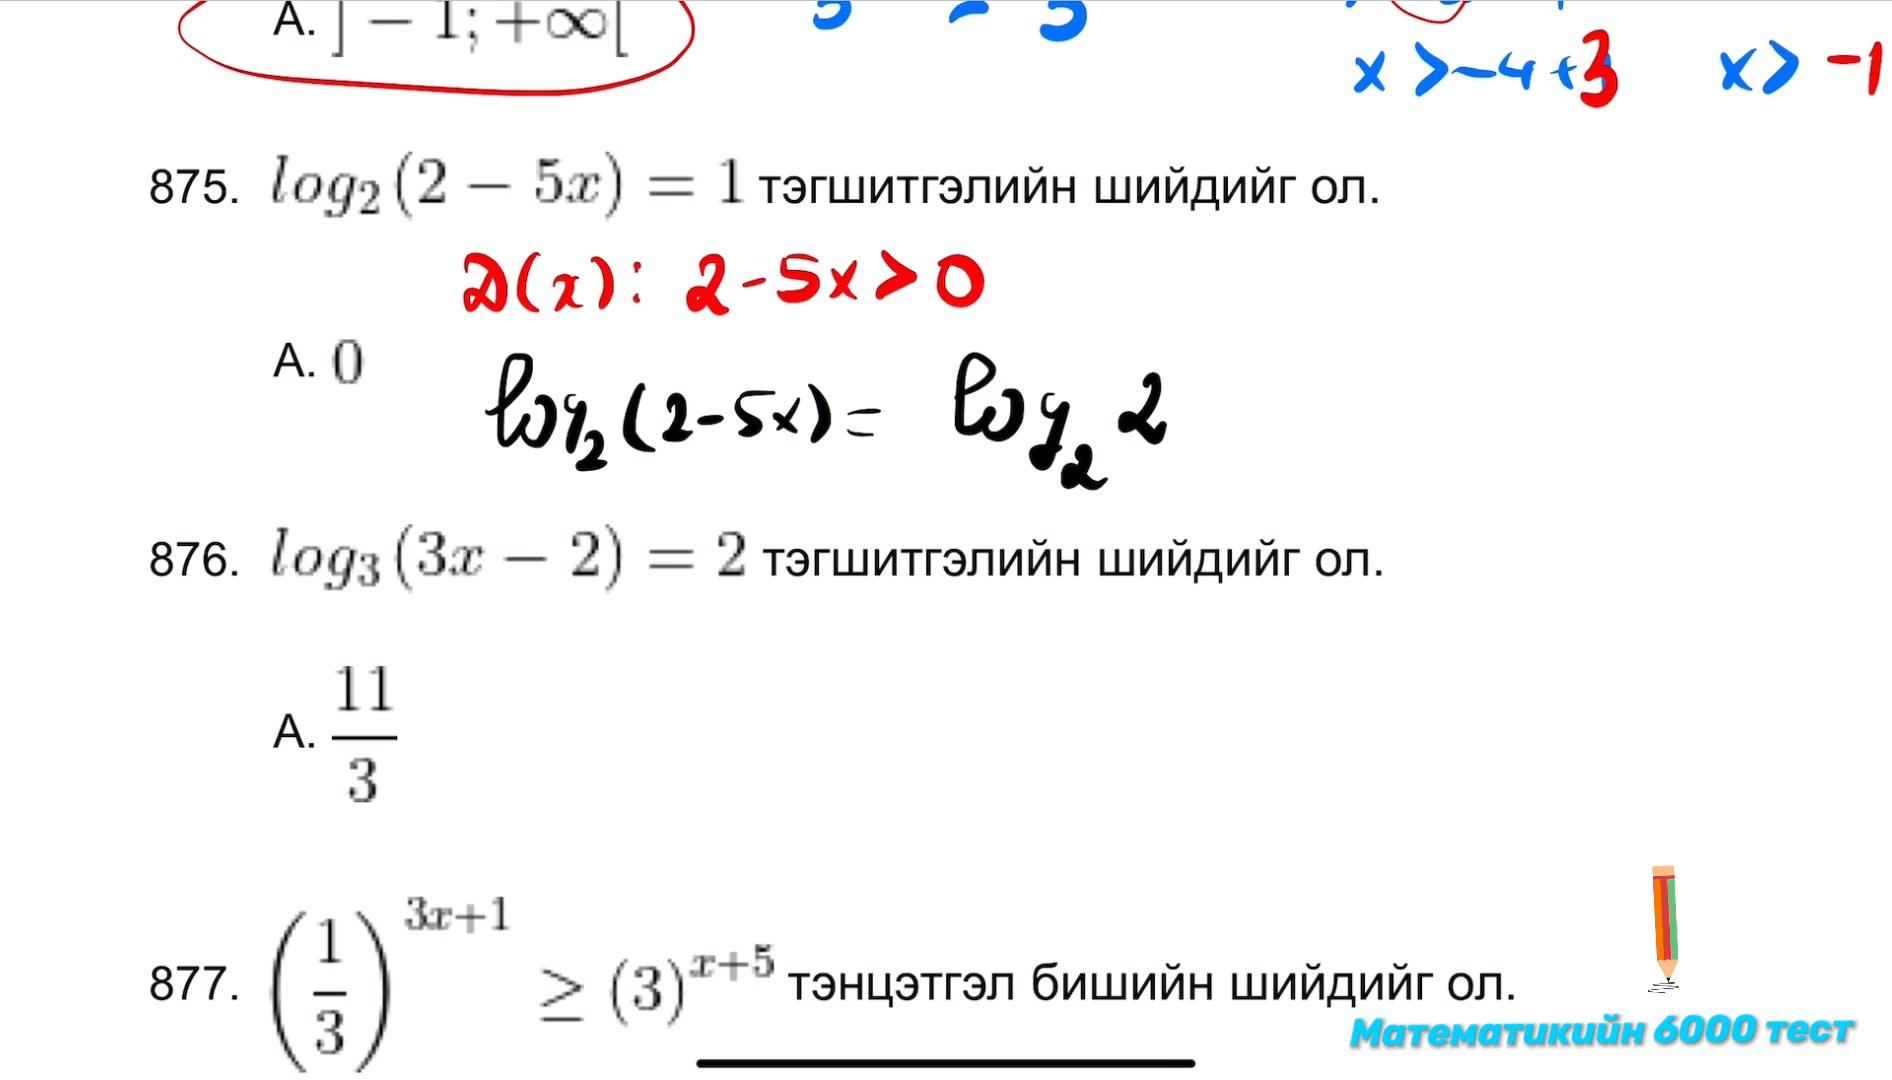 A. ] − 1; +∞[
x > −4 + 3 x > −1
875. log₂(2 − 5x) = 1 тэгшитгэлийн шийдийг ол.
D(x): 2 - 5x > 0
A. 0
log₂(2-5x) = log₂ 2
876. log₃(3x − 2) = 2 тэгшитгэлийн шийдийг ол.
A. 11/3
877. (1/3)^(3x+1) ≥ (3)^(x+5) тэнцэтгэл бишийн шийдийг ол.
Математикийн 6000 тест